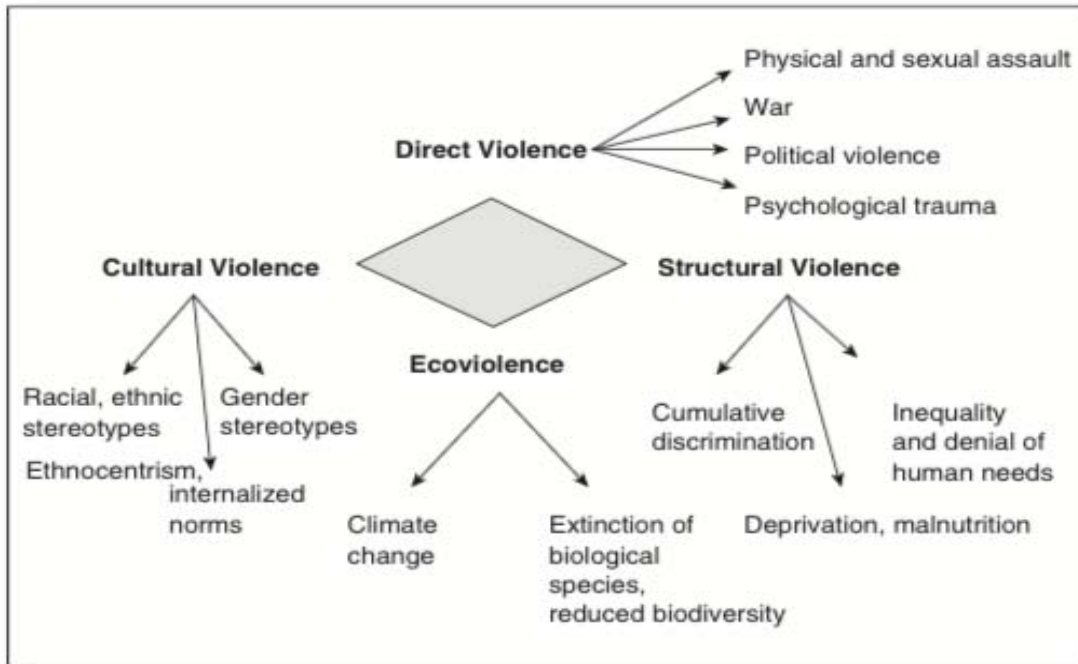 Physical and sexual assault
War
Direct Violence
Political violence
Psychological trauma
Cultural Violence
Structural Violence
Ecoviolence
Racial, ethnic
stereotypes
Gender
stereotypes
Ethnocentrism,
internalized
norms
Climate
change
Extinction of
biological
species,
reduced biodiversity
Cumulative
discrimination
Inequality
and denial of
human needs
Deprivation, malnutrition